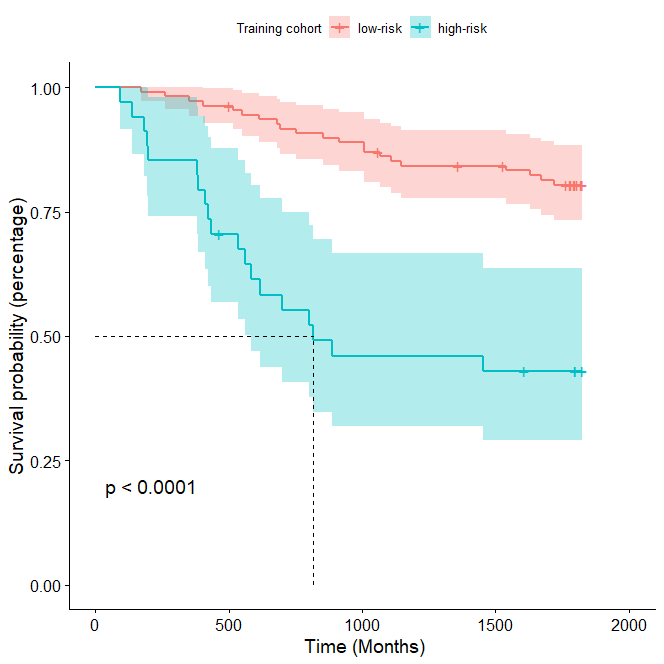 Training cohort low-risk high-risk
1.00
0.75
0.50
0.25
0.00
Survival probability (percentage)
p < 0.0001
0 500 1000 1500 2000
Time (Months)